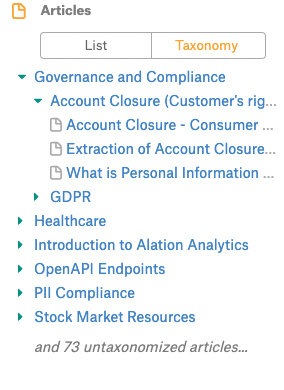 Articles
List
Taxonomy
Governance and Compliance
Account Closure (Customer's rig...
Account Closure - Consumer ...
Extraction of Account Closure...
What is Personal Information ...
GDPR
Healthcare
Introduction to Alation Analytics
OpenAPI Endpoints
PII Compliance
Stock Market Resources
and 73 untaxonomized articles...